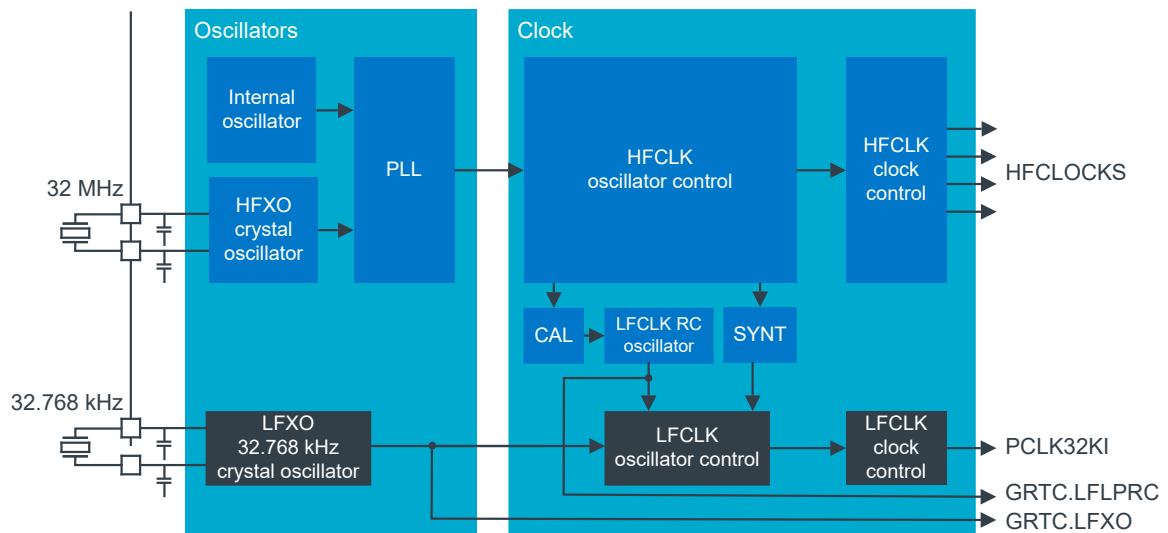 Oscillators
Clock
Internal
oscillator
PLL
HFCLK
oscillator control
HFCLK
clock
control
HFCLOCKS
32 MHz
HFXO
crystal
oscillator
CAL
LFCLK RC
oscillator
SYNT
32.768 kHz
LFXO
32.768 kHz
crystal oscillator
LFCLK
oscillator control
LFCLK
clock
control
PCLK32KI
GRTC.LFLPRC
GRTC.LFXO